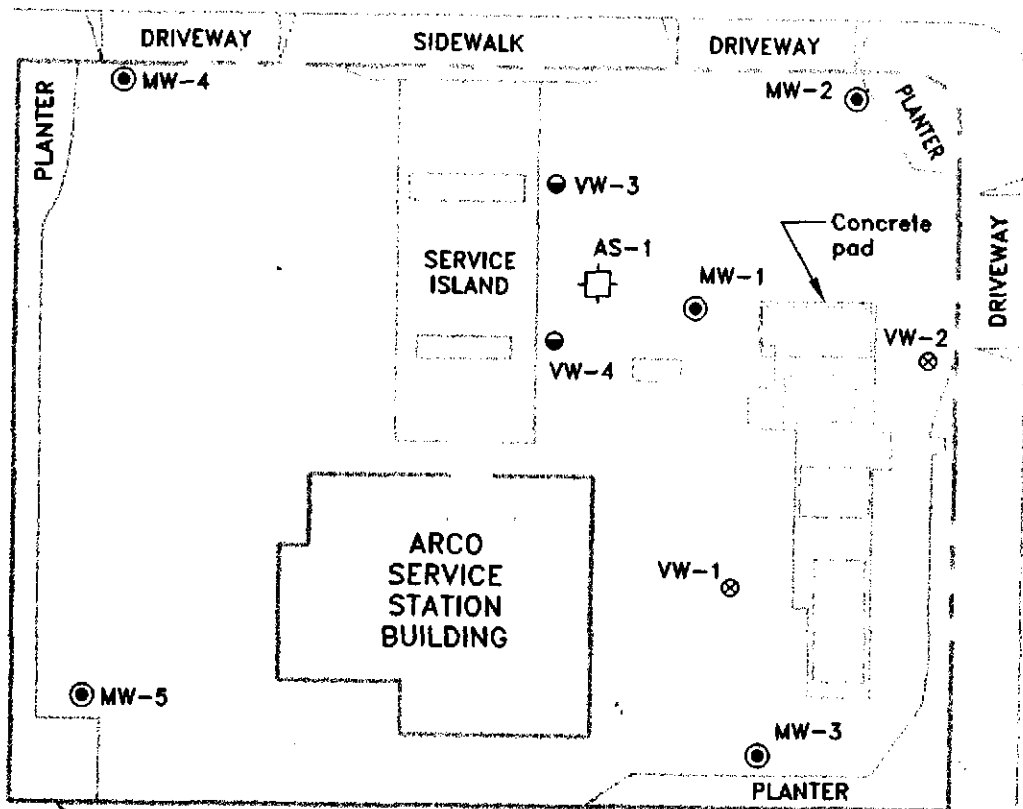 DRIVEWAY
SIDEWALK
DRIVEWAY
MW-4
MW-2
PLANTER
PLANTER
VW-3
Concrete
pad
AS-1
SERVICE
ISLAND
MW-1
DRIVEWAY
VW-2
VW-4
ARCO
SERVICE
STATION
BUILDING
VW-1
MW-5
MW-3
PLANTER